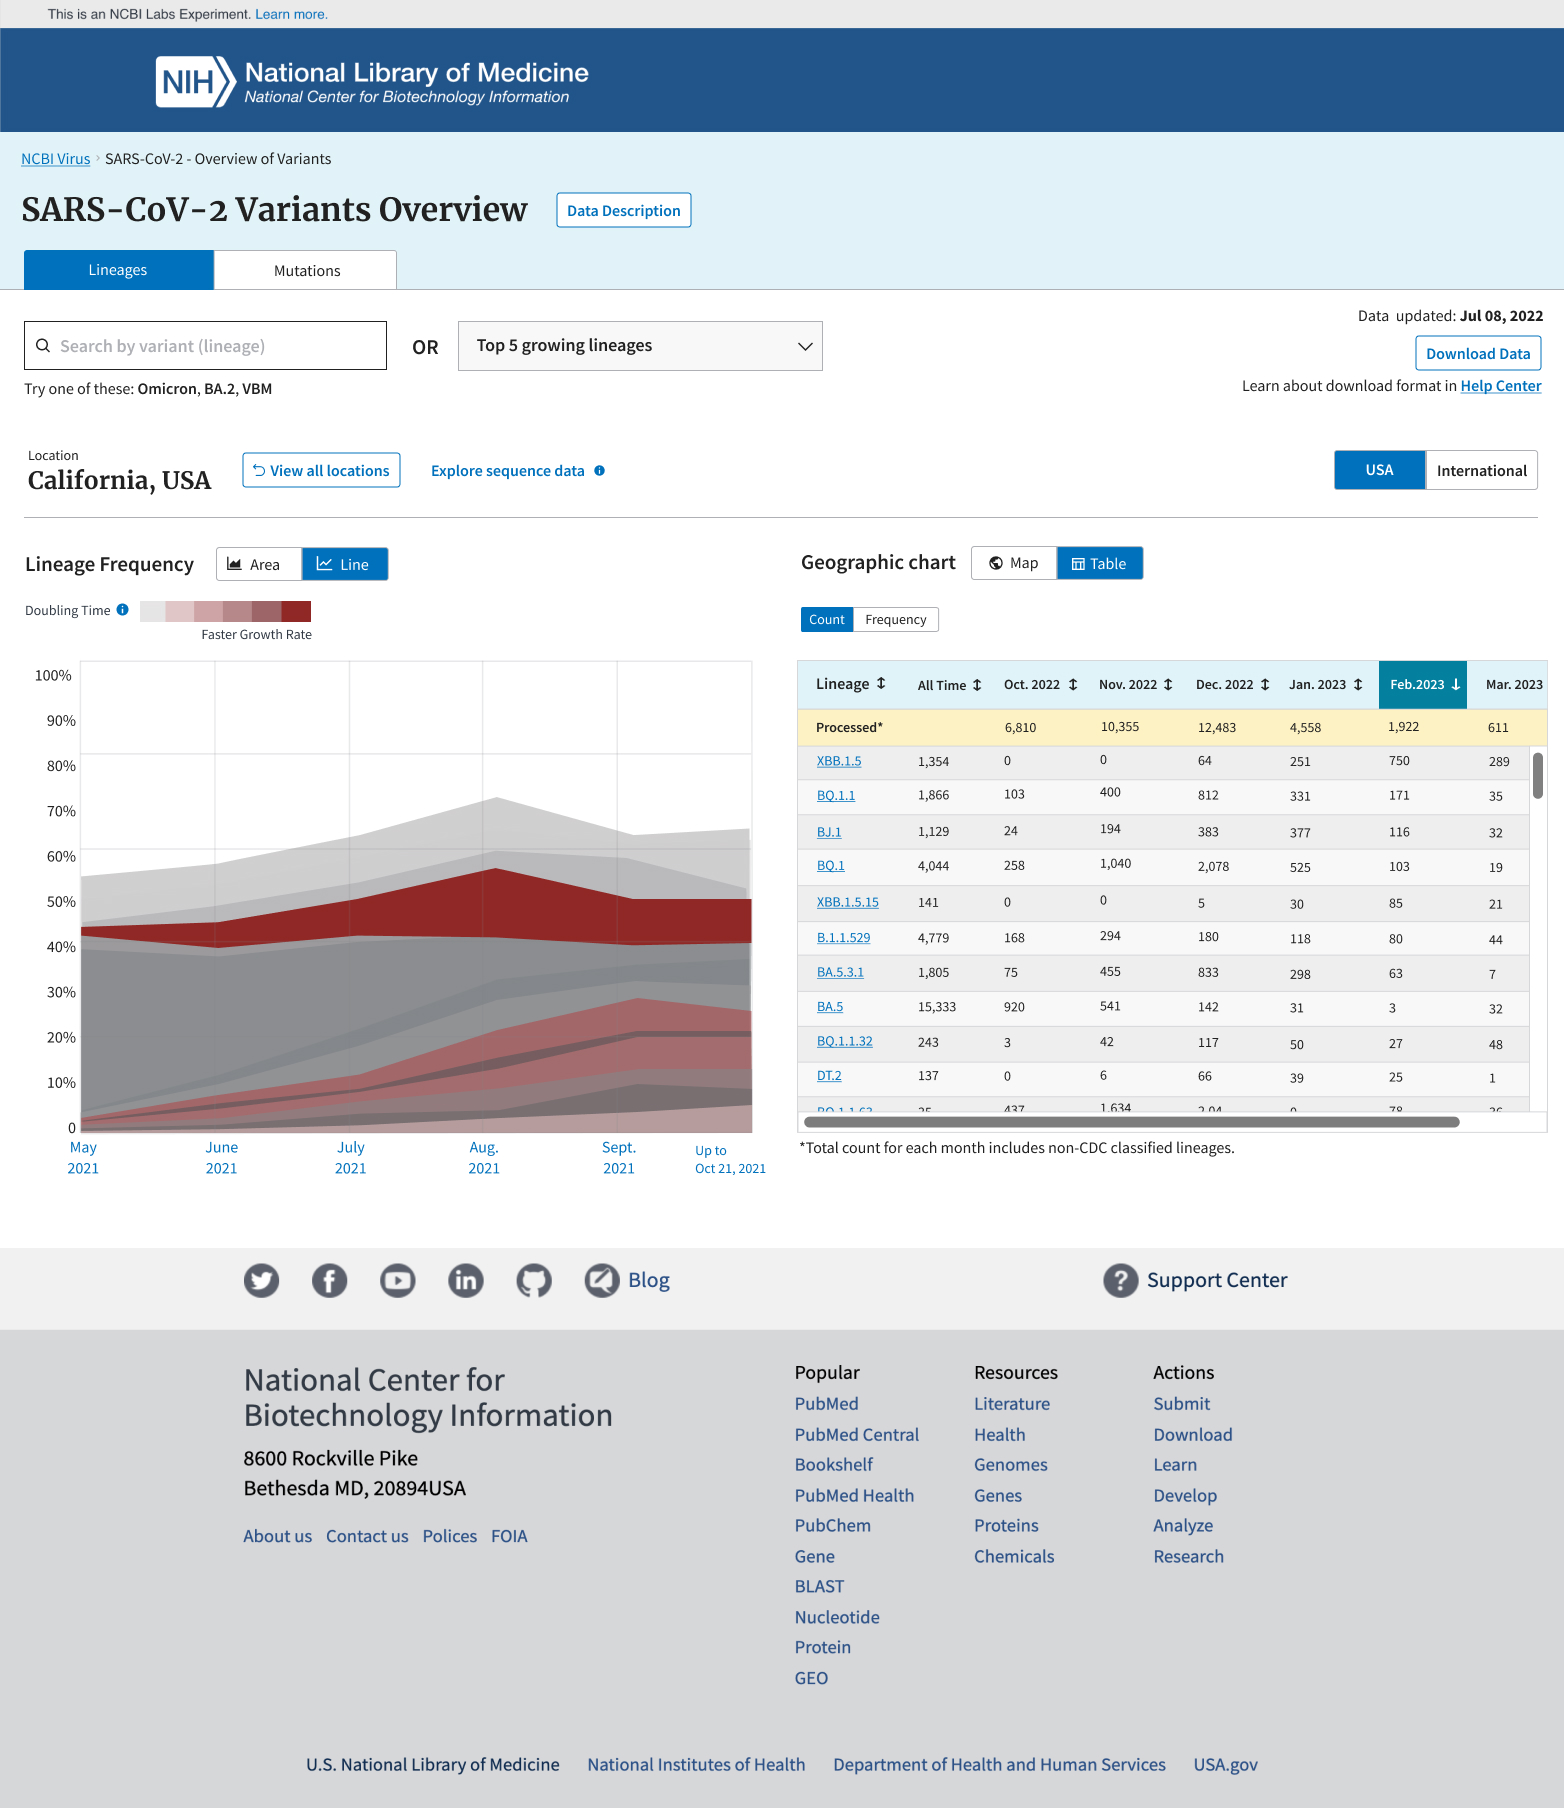 This is an NCBI Labs Experiment. Learn more.
NIH National Library of Medicine
National Center for Biotechnology Information
NCBI Virus › SARS-CoV-2 - Overview of Variants
SARS-CoV-2 Variants Overview Data Description
Lineages Mutations
Data updated: Jul 08, 2022
Search by variant (lineage) OR Top 5 growing lineages
Download Data
Try one of these: Omicron, BA.2, VBM
Learn about download format in Help Center
Location
California, USA View all locations Explore sequence data
USA International
Lineage Frequency Area Line
Doubling Time
Faster Growth Rate
100%
90%
80%
70%
60%
50%
40%
30%
20%
10%
0
May 2021
June 2021
July 2021
Aug. 2021
Sept. 2021
Up to Oct 21, 2021
Geographic chart Map Table
Count Frequency
Lineage All Time Oct. 2022 Nov. 2022 Dec. 2022 Jan. 2023 Feb.2023 Mar. 2023
Processed* 6,810 10,355 12,483 4,558 1,922 611
XBB.1.5 1,354 0 0 64 251 750 289
BQ.1.1 1,866 103 400 812 331 171 35
BJ.1 1,129 24 194 383 377 116 32
BQ.1 4,044 258 1,040 2,078 525 103 19
XBB.1.5.15 141 0 0 5 30 85 21
B.1.1.529 4,779 168 294 180 118 80 44
BA.5.3.1 1,805 75 455 833 298 63 7
BA.5 15,333 920 541 142 31 3 32
BQ.1.1.32 243 3 42 117 50 27 48
DT.2 137 0 6 66 39 25 1
437 1,634 78
*Total count for each month includes non-CDC classified lineages.
Blog
Support Center
National Center for
Biotechnology Information
8600 Rockville Pike
Bethesda MD, 20894USA
About us Contact us Polices FOIA
Popular
PubMed
PubMed Central
Bookshelf
PubMed Health
PubChem
Gene
BLAST
Nucleotide
Protein
GEO
Resources
Literature
Health
Genomes
Genes
Proteins
Chemicals
Actions
Submit
Download
Learn
Develop
Analyze
Research
U.S. National Library of Medicine National Institutes of Health Department of Health and Human Services USA.gov